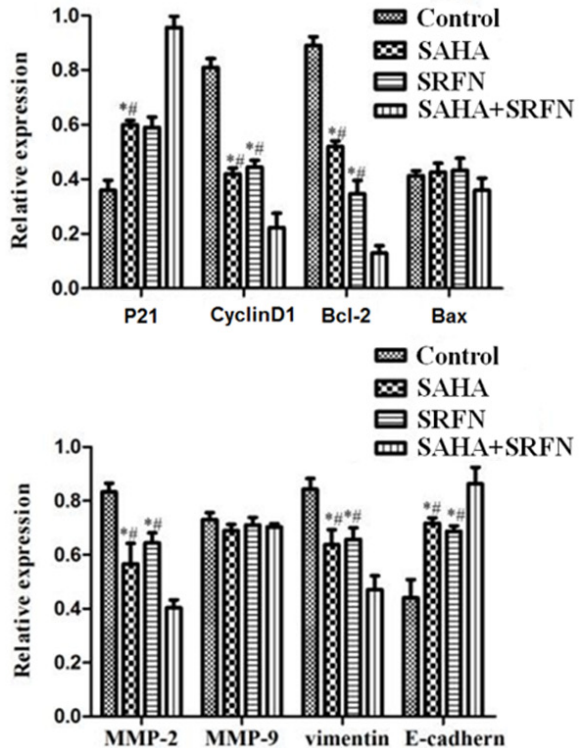 Control
SAHA
SRFN
SAHA+SRFN
Relative expression
1.0
0.8
0.6
0.4
0.2
0.0
*#
*# *#
*#
*#
P21 CyclinD1 Bcl-2 Bax
Control
SAHA
SRFN
SAHA+SRFN
Relative expression
1.0
0.8
0.6
0.4
0.2
0.0
*# *#
*# *#
*# *#
MMP-2 MMP-9 vimentin E-cadhern